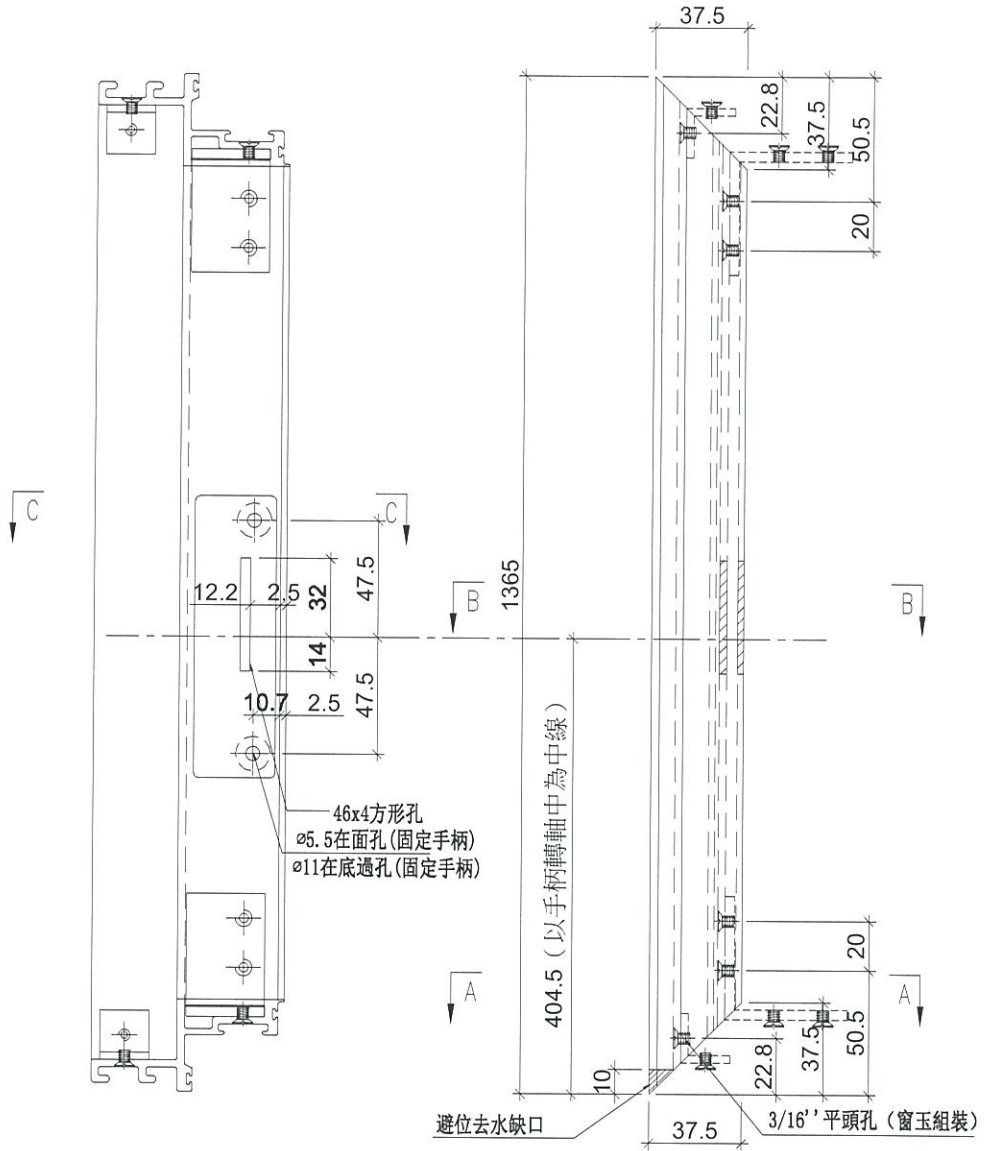 37.5
22.8
37.5
50.5
20
C
C
1365
12.2
2.5
32
47.5
B
B
14
10.7
2.5
47.5
46x4方形孔
ø5.5在面孔(固定手柄)
ø11在底過孔(固定手柄)
404.5（以手柄轉軸中為中線）
20
A
A
50.5
37.5
22.8
10
避位去水缺口
37.5
3/16''平頭孔（窗玉組裝）